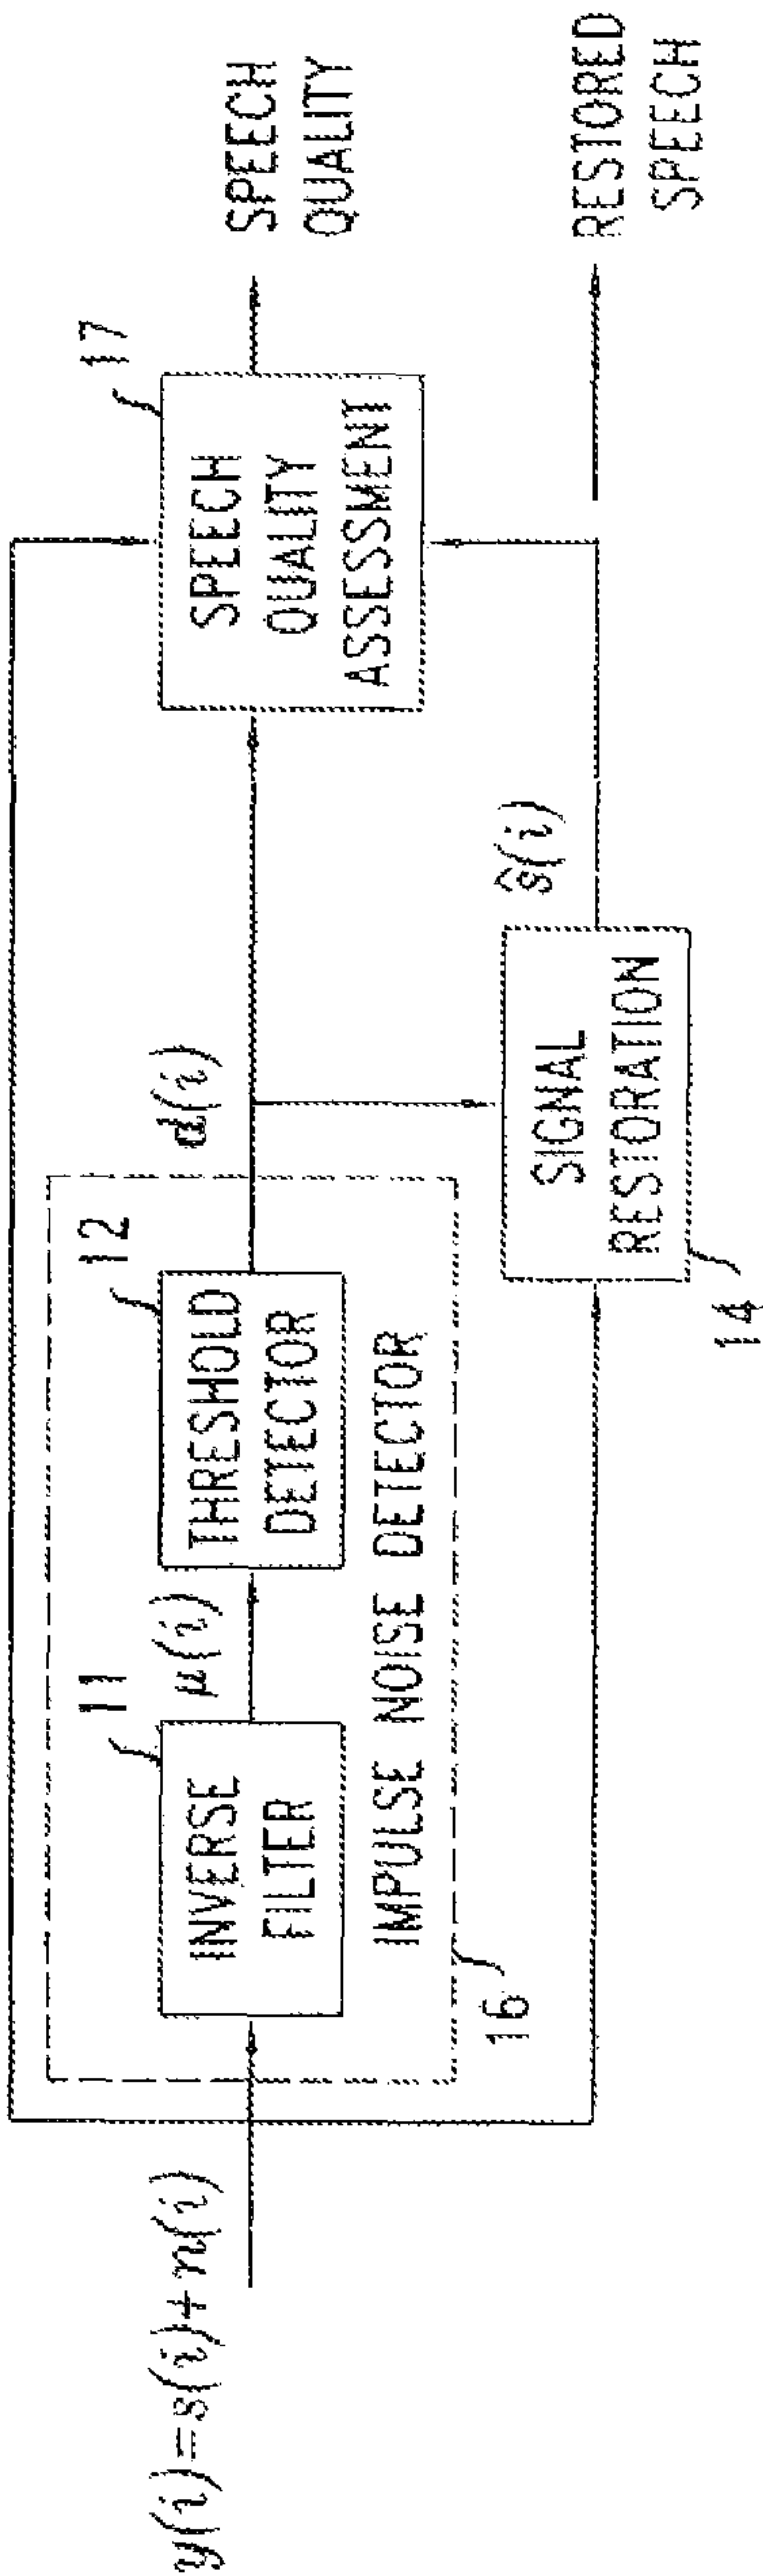 y(i)=s(i)+n(i)
16
11
INVERSE
FILTER
μ(i)
12
THRESHOLD
DETECTOR
IMPULSE NOISE DETECTOR
d(i)
14
SIGNAL
RESTORATION
ŝ(i)
17
SPEECH
QUALITY
ASSESSMENT
SPEECH
QUALITY
RESTORED
SPEECH